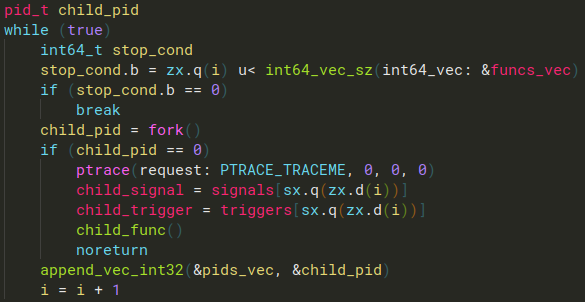 pid_t child_pid
while (true)
int64_t stop_cond
stop_cond.b = zx.q(i) u< int64_vec_sz(int64_vec: &funcs_vec)
if (stop_cond.b == 0)
break
child_pid = fork()
if (child_pid == 0)
ptrace(request: PTRACE_TRACEME, 0, 0, 0)
child_signal = signals[sx.q(zx.d(i))]
child_trigger = triggers[sx.q(zx.d(i))]
child_func()
noreturn
append_vec_int32(&pids_vec, &child_pid)
i = i + 1